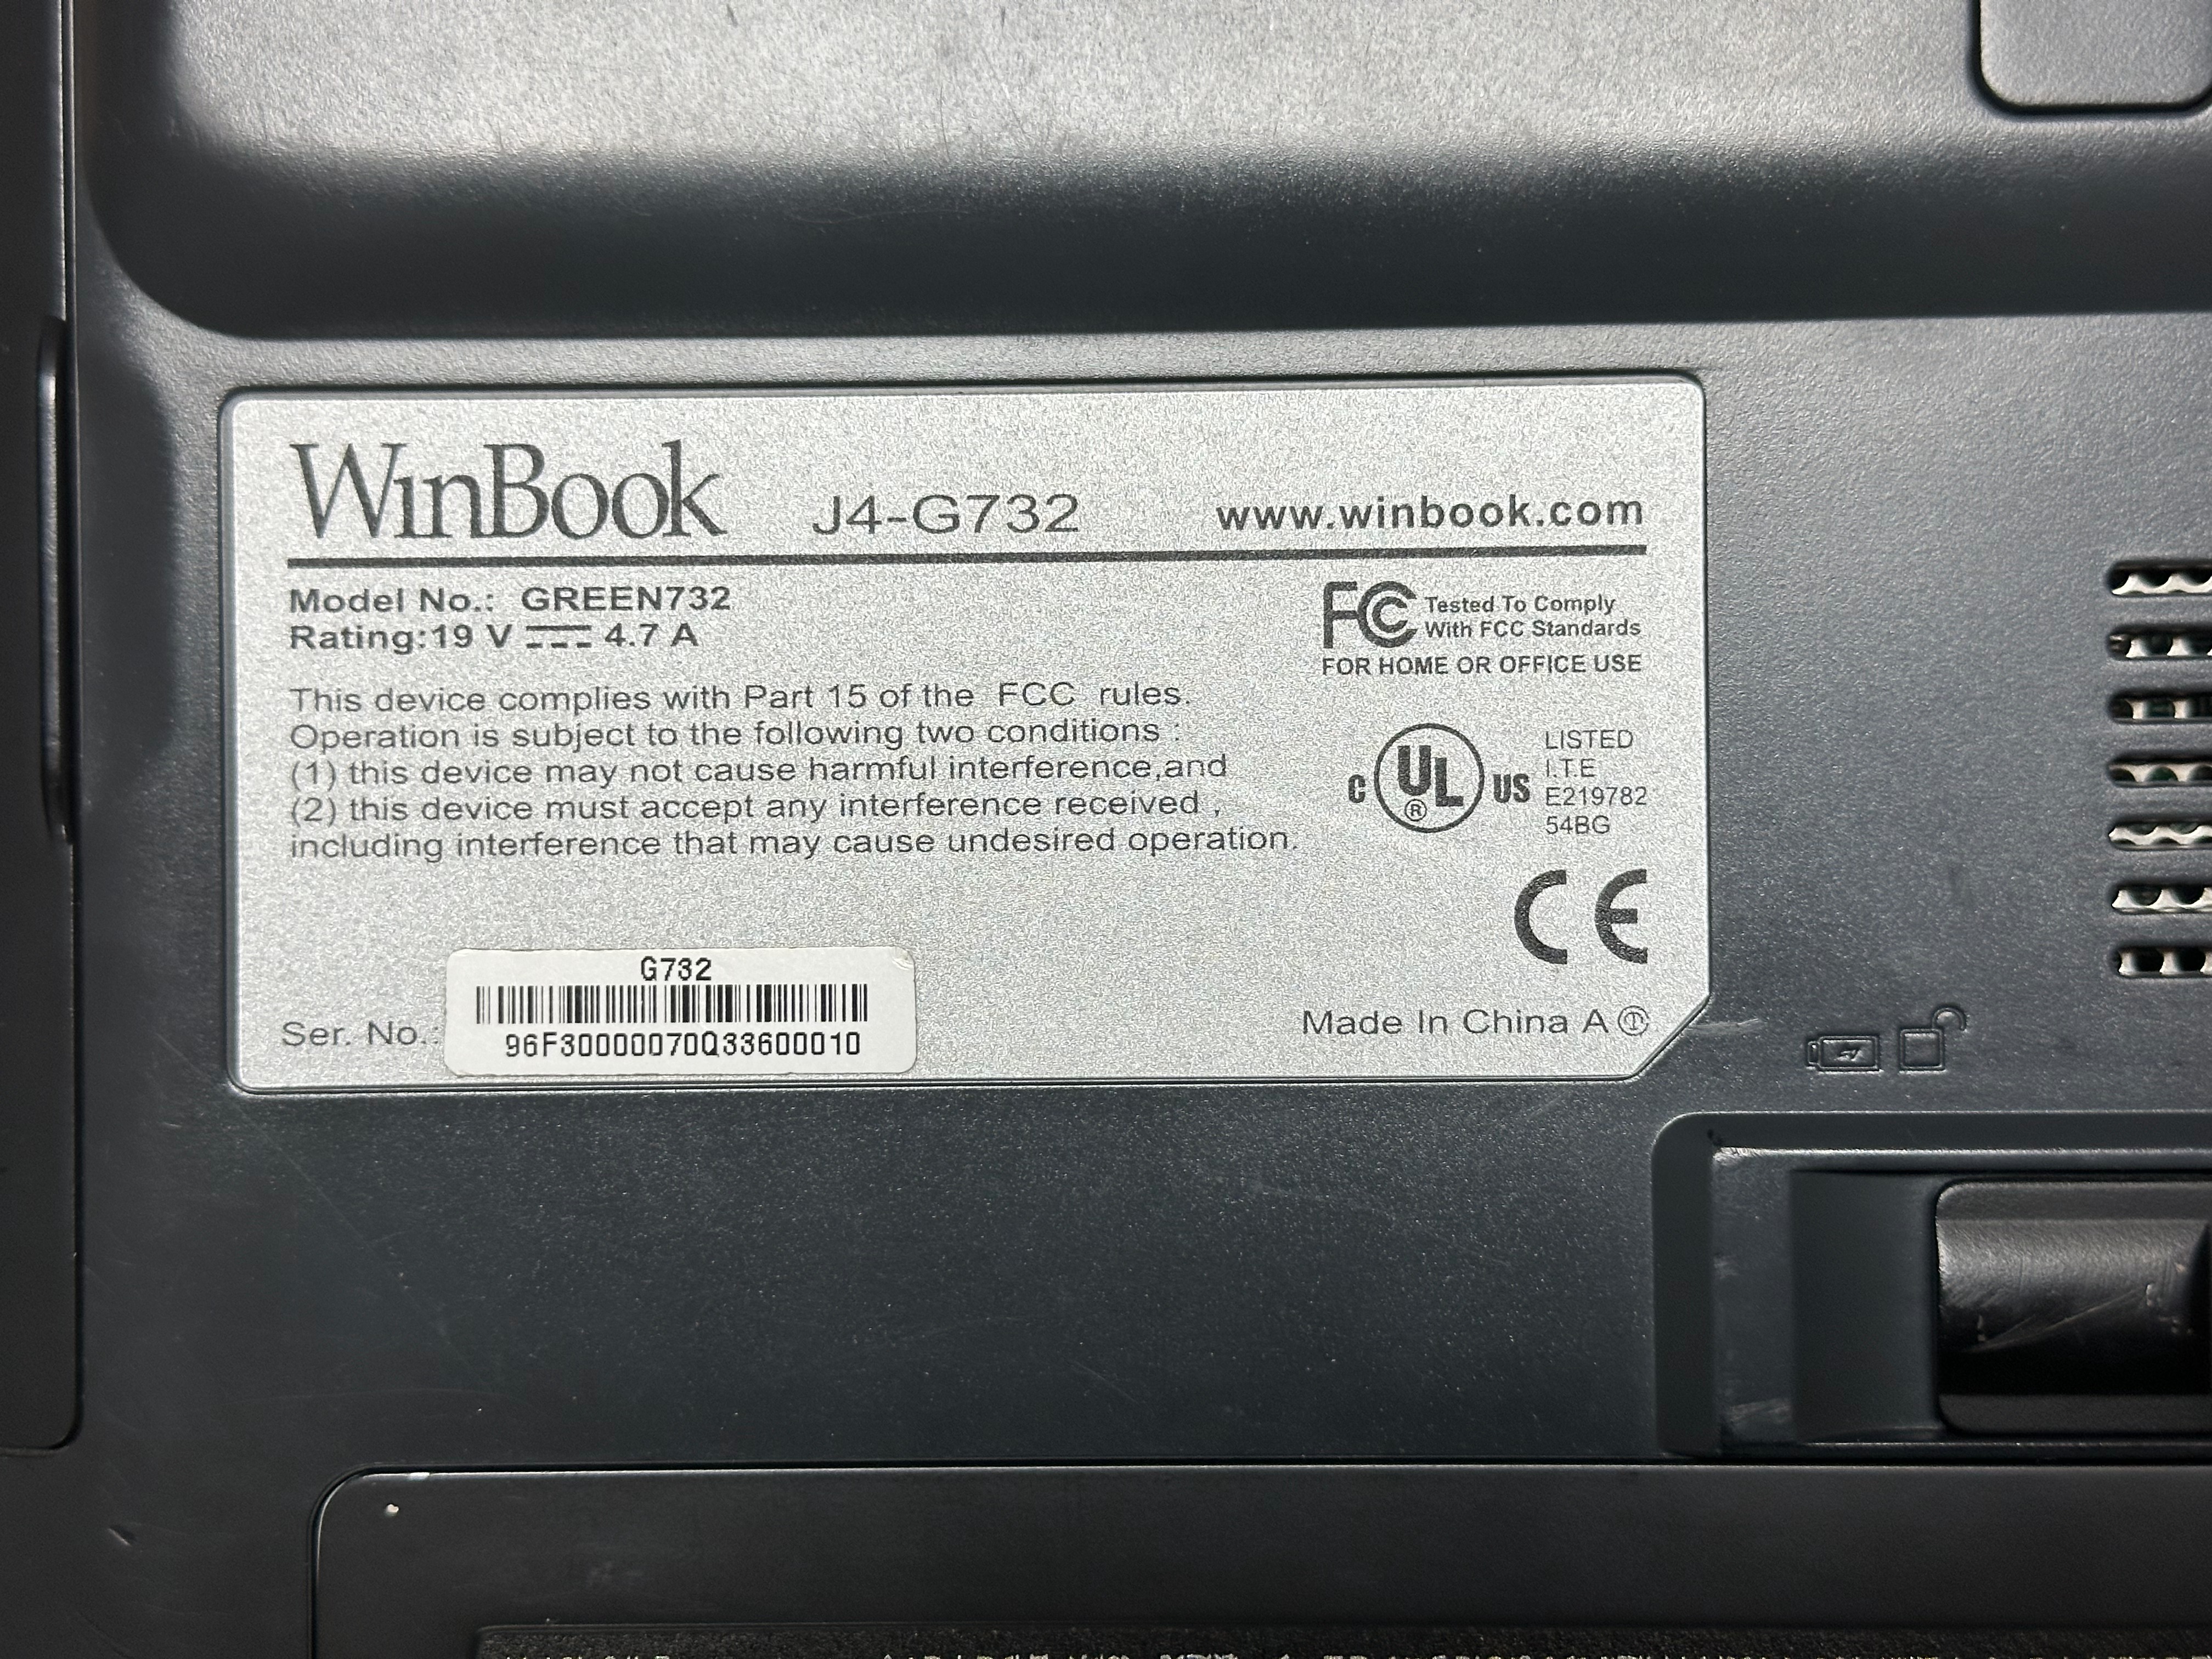 WinBook J4-G732 www.winbook.com
Model No.: GREEN732
Rating:19 V 4.7 A
FC Tested To Comply
With FCC Standards
FOR HOME OR OFFICE USE
This device complies with Part 15 of the FCC rules.
Operation is subject to the following two conditions :
(1) this device may not cause harmful interference,and
(2) this device must accept any interference received ,
including interference that may cause undesired operation.
C UL ® US
LISTED
I.T.E
E219782
54BG
CE
G732
Ser. No.: 96F30000070Q33600010
Made In China A Ⓣ